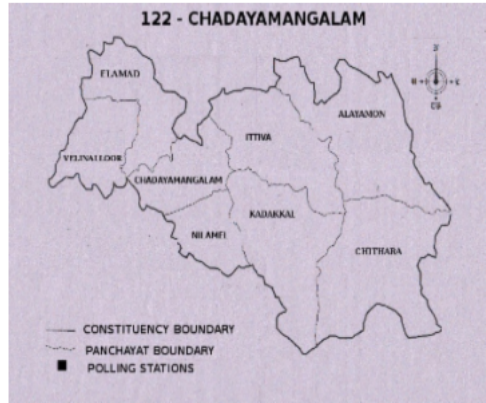 122 - CHADAYAMANGALAM
ELAMAD
ALAYAMON
ITTIVA
VELINALLOOR
CHADAYAMANGALAM
KADAKKAL
NILAMEL
CHITHARA
CONSTITUENCY BOUNDARY
PANCHAYAT BOUNDARY
POLLING STATIONS